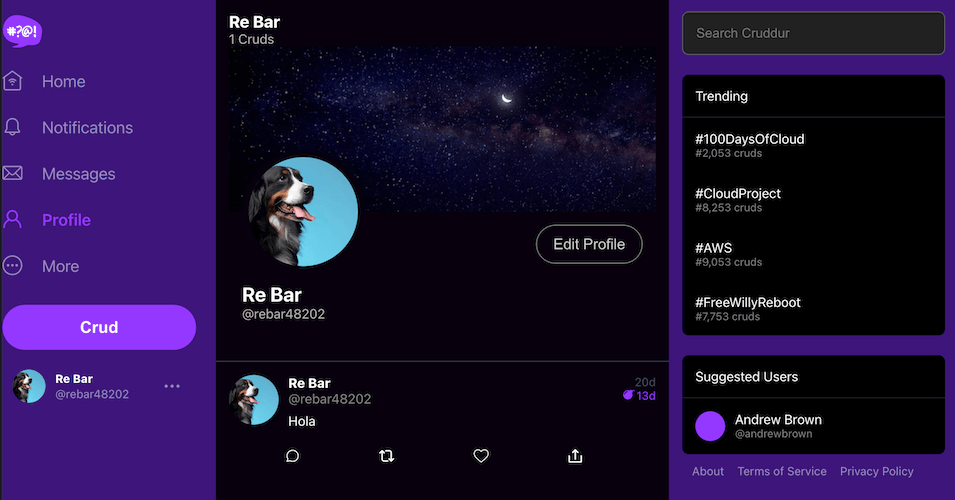 #?@!
Home
Notifications
Messages
Profile
More
Crud
Re Bar
@rebar48202
Re Bar
1 Cruds
Edit Profile
Re Bar
@rebar48202
Re Bar
20d
@rebar48202
13d
Hola
Search Cruddur
Trending
#100DaysOfCloud
#2,053 cruds
#CloudProject
#8,253 cruds
#AWS
#9,053 cruds
#FreeWillyReboot
#7,753 cruds
Suggested Users
Andrew Brown
@andrewbrown
About Terms of Service Privacy Policy